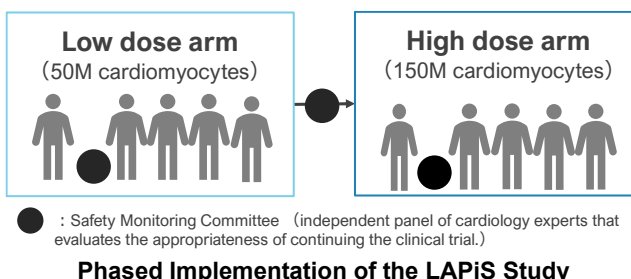 Low dose arm
（50M cardiomyocytes）
High dose arm
（150M cardiomyocytes）
：Safety Monitoring Committee （independent panel of cardiology experts that
evaluates the appropriateness of continuing the clinical trial.）
Phased Implementation of the LAPiS Study